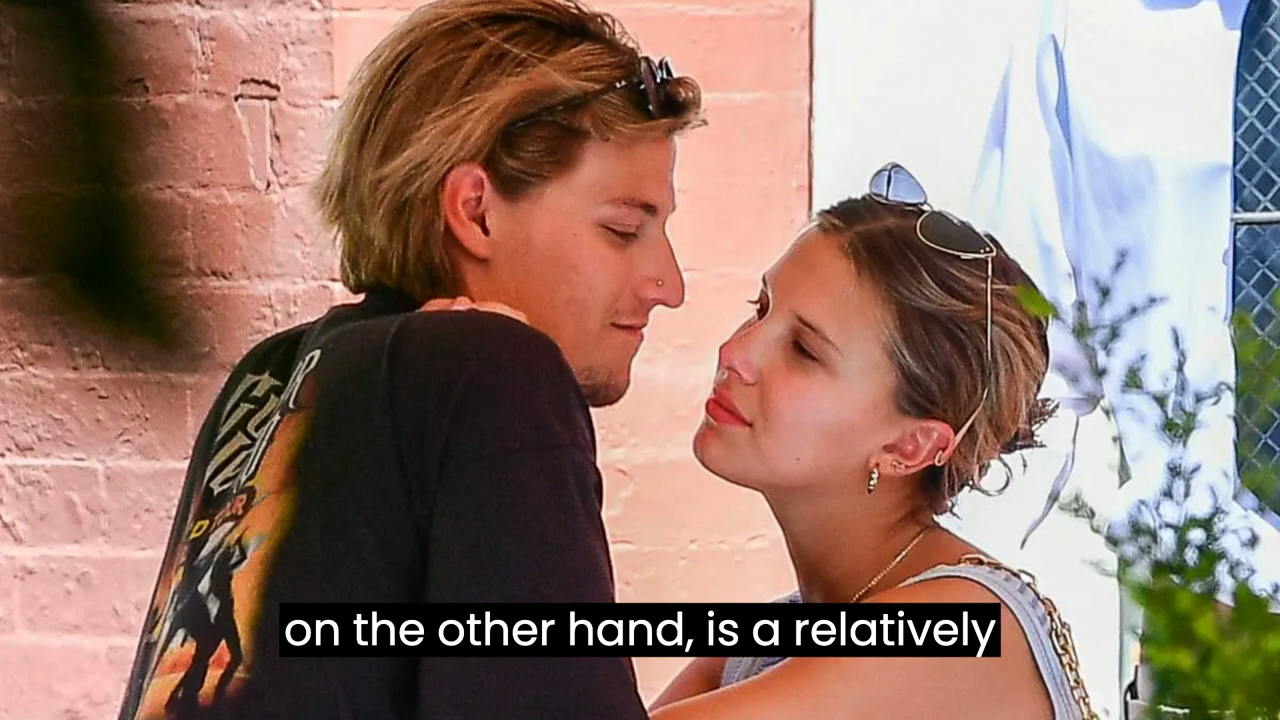 on the other hand, is a relatively